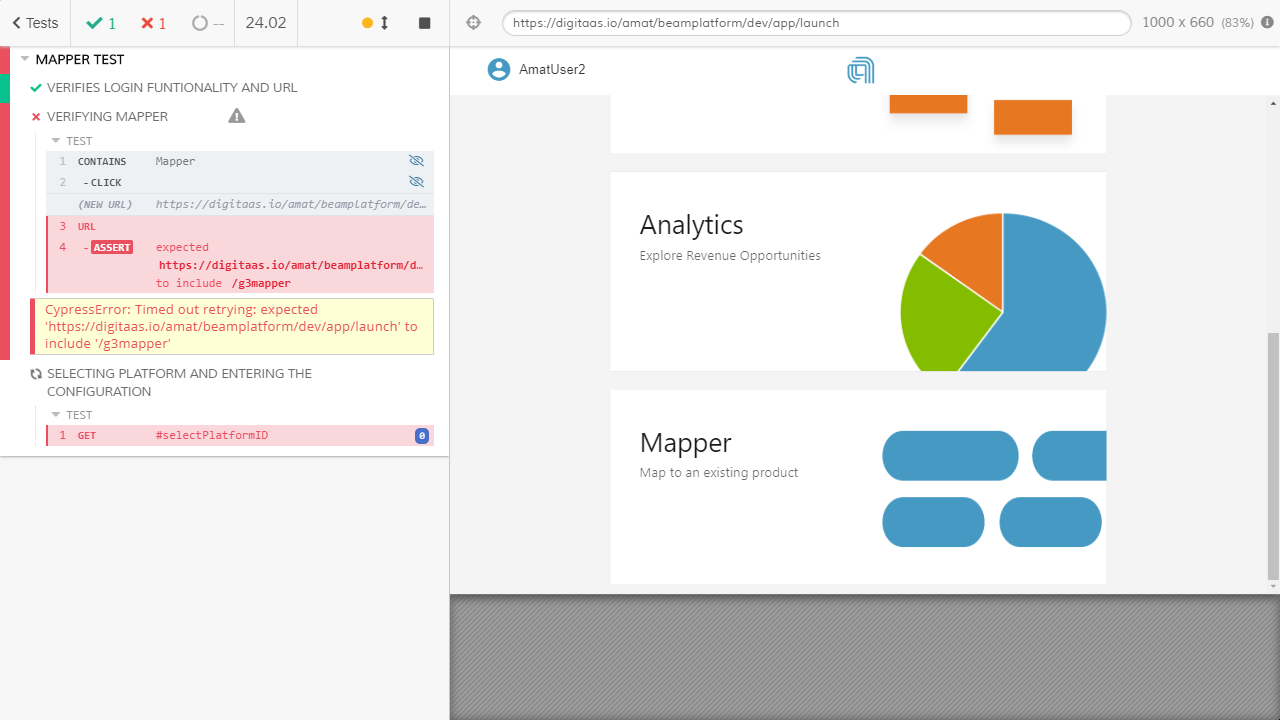 Tests
1
1
--
24.02
https://digitaas.io/amat/beamplatform/dev/app/launch
1000 x 660 (83%)
MAPPER TEST
VERIFIES LOGIN FUNTIONALITY AND URL
VERIFYING MAPPER
TEST
1 CONTAINS Mapper
2 - CLICK
(NEW URL) https://digitaas.io/amat/beamplatform/de…
3 URL
4 - ASSERT expected
https://digitaas.io/amat/beamplatform/d…
to include /g3mapper
CypressError: Timed out retrying: expected
'https://digitaas.io/amat/beamplatform/dev/app/launch' to
include '/g3mapper'
SELECTING PLATFORM AND ENTERING THE
CONFIGURATION
TEST
1 GET #selectPlatformID 0
AmatUser2
Analytics
Explore Revenue Opportunities
Mapper
Map to an existing product